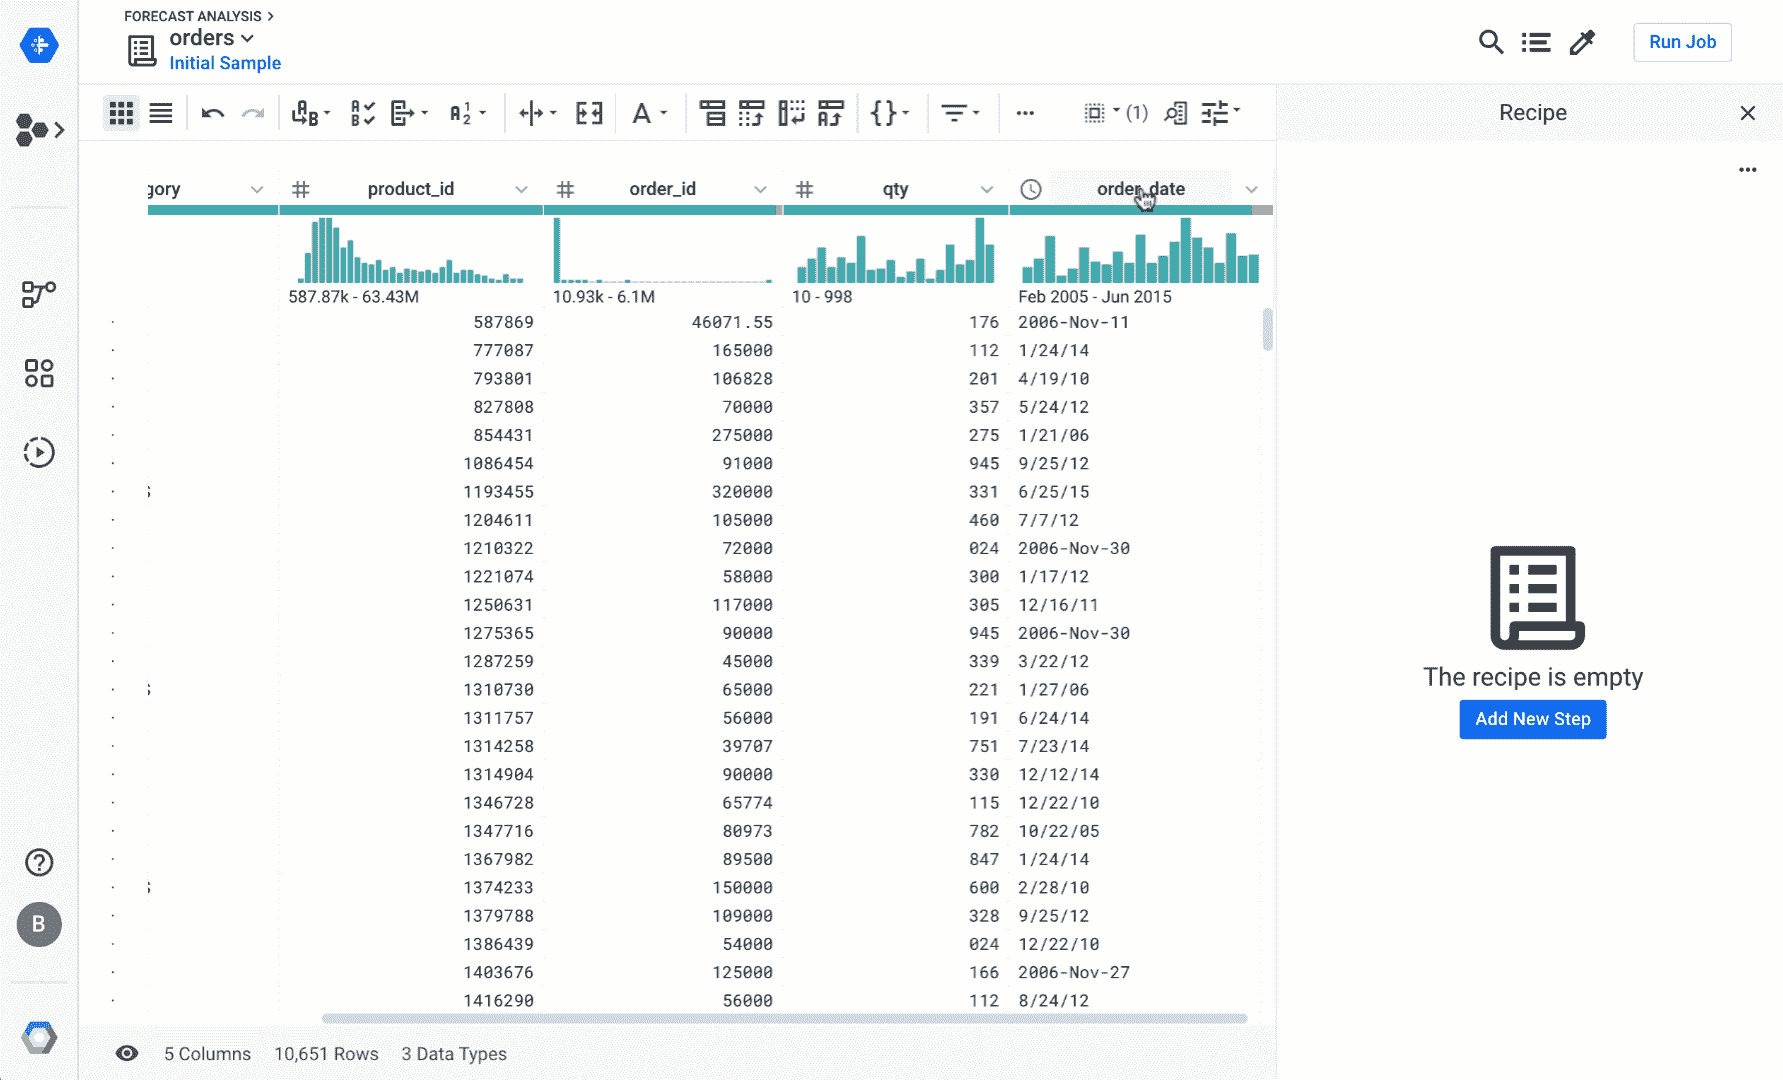 FORECAST ANALYSIS
orders
Initial Sample
Run Job
A
B
A
B
A 1
2
A
{}
A
(1)
Recipe
gory
# product_id
# order_id
# qty
order_date
587.87k - 63.43M
10.93k - 6.1M
10 - 998
Feb 2005 - Jun 2015
587869 46071.55 176 2006-Nov-11
777087 165000 112 1/24/14
793801 106828 201 4/19/10
827808 70000 357 5/24/12
854431 275000 275 1/21/06
1086454 91000 945 9/25/12
1193455 320000 331 6/25/15
1204611 105000 460 7/7/12
1210322 72000 024 2006-Nov-30
1221074 58000 300 1/17/12
1250631 117000 305 12/16/11
1275365 90000 945 2006-Nov-30
1287259 45000 339 3/22/12
1310730 65000 221 1/27/06
1311757 56000 191 6/24/14
1314258 39707 751 7/23/14
1314904 90000 330 12/12/14
1346728 65774 115 12/22/10
1347716 80973 782 10/22/05
1367982 89500 847 1/24/14
1374233 150000 600 2/28/10
1379788 109000 328 9/25/12
1386439 54000 024 12/22/10
1403676 125000 166 2006-Nov-27
1416290 56000 112 8/24/12
The recipe is empty
Add New Step
B
5 Columns 10,651 Rows 3 Data Types